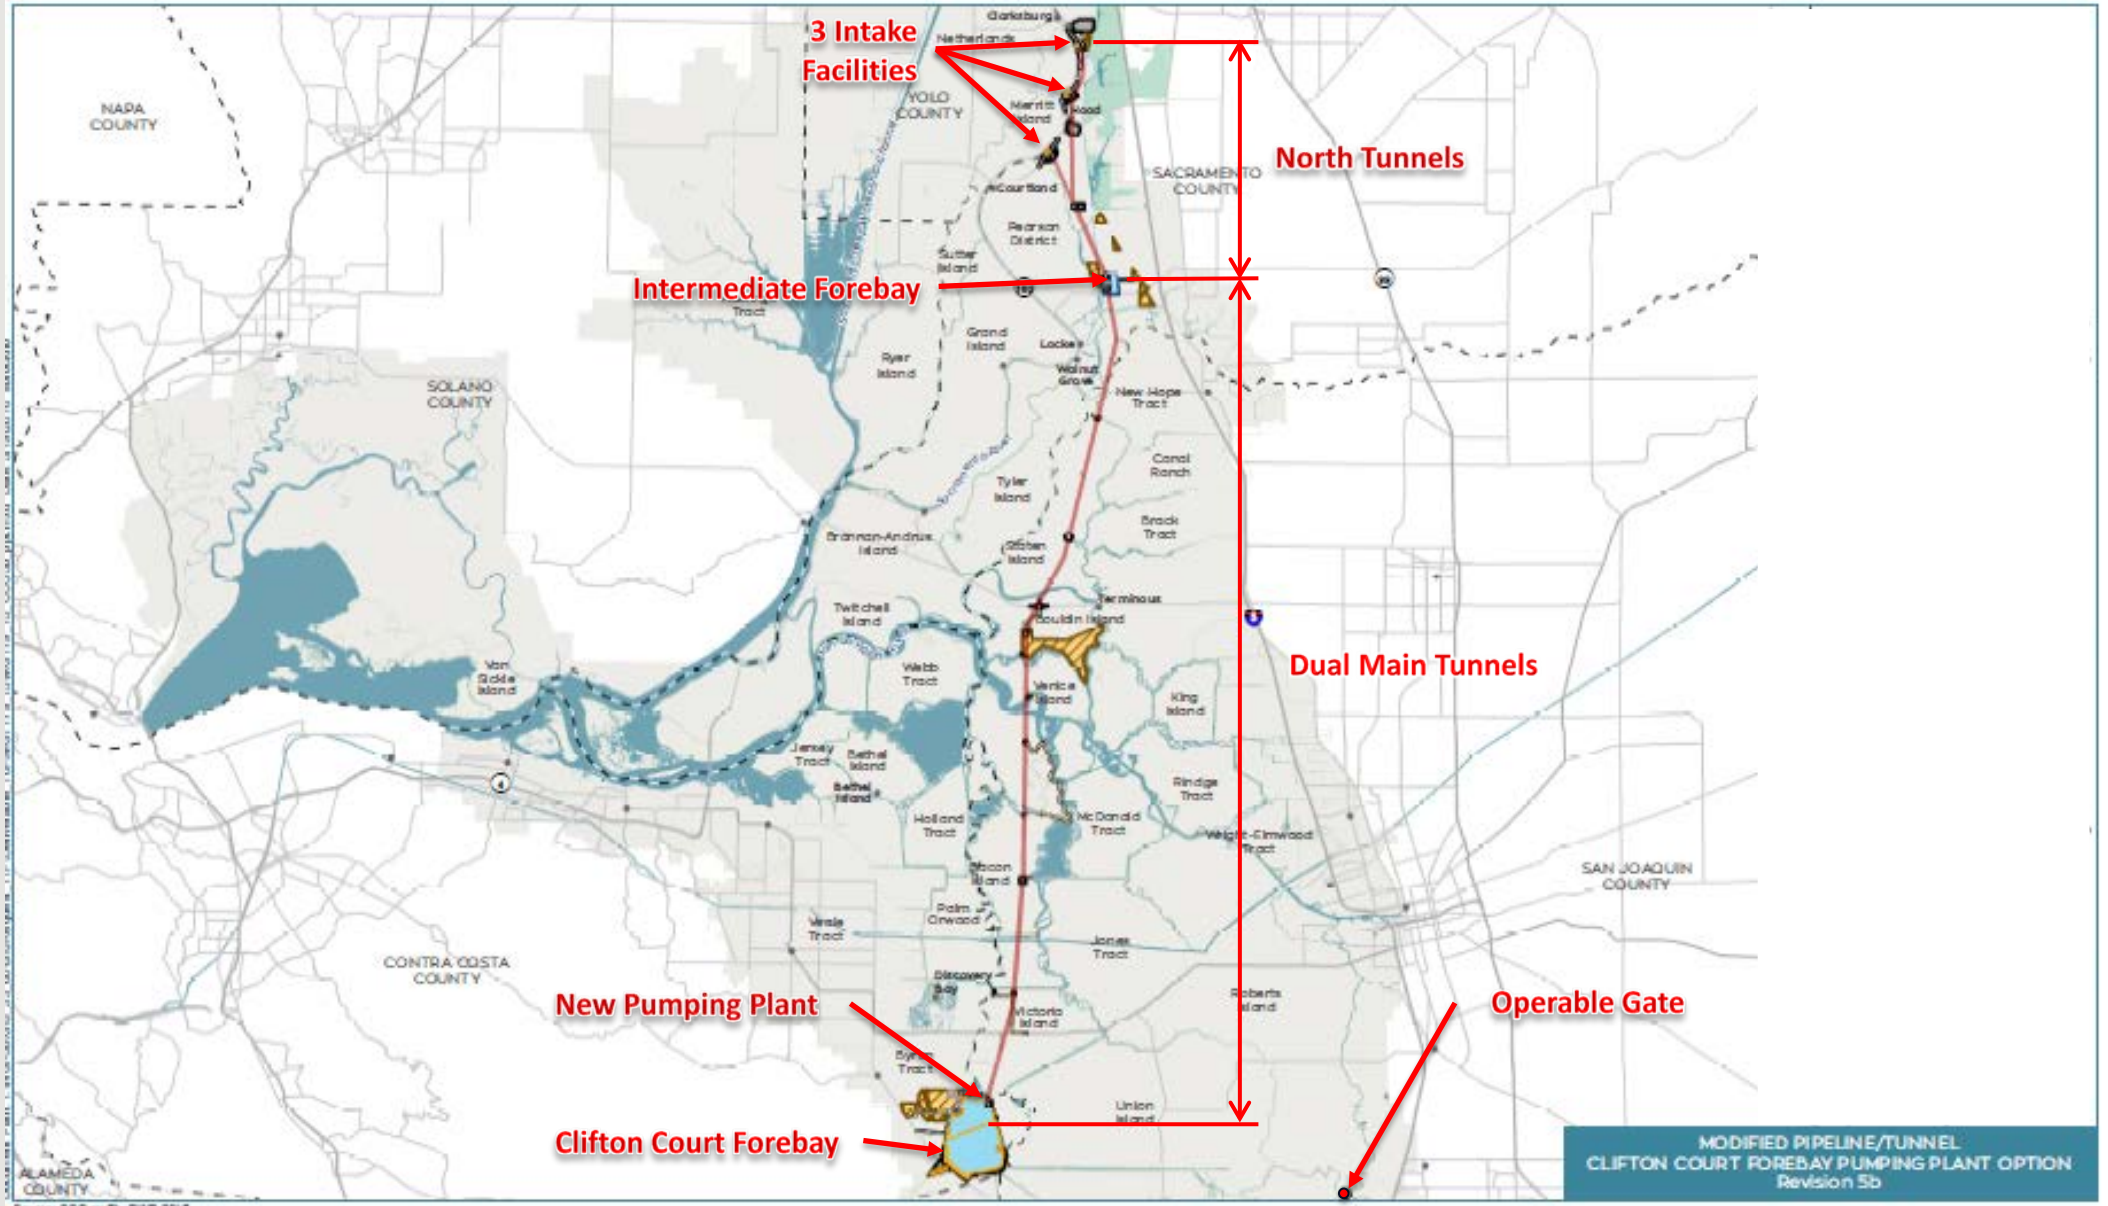 3 Intake
Facilities
Clarksburg
Netherlands
NAPA
COUNTY
YOLO
COUNTY
Merritt
Island
Hood
North Tunnels
SACRAMENTO
COUNTY
Courtland
Pearson
District
Sutter
Island
Intermediate Forebay
Tract
Grand
Island
Locke
Ryer
Island
Walnut
Grove
SOLANO
COUNTY
New Hope
Tract
Canal
Ranch
Tyler
Island
Brack
Tract
Brannan-Andrus
Island
Staten
Island
Twitchell
Island
Terminous
Bouldin Island
Webb
Tract
Van
Sickle
Island
Dual Main Tunnels
Venice
Island
King
Island
Jersey
Tract
Bethel
Island
Bethel
Island
4
Rindge
Tract
Holland
Tract
McDonald
Tract
Wright-Elmwood
Tract
Bacon
Island
SAN JOAQUIN
COUNTY
Palm
Orwood
Veale
Tract
Jones
Tract
CONTRA COSTA
COUNTY
Discovery
Bay
New Pumping Plant
Roberts
Island
Operable Gate
Victoria
Island
Byron
Tract
Union
Island
Clifton Court Forebay
ALAMEDA
COUNTY
MODIFIED PIPELINE/TUNNEL
CLIFTON COURT FOREBAY PUMPING PLANT OPTION
Revision 5b